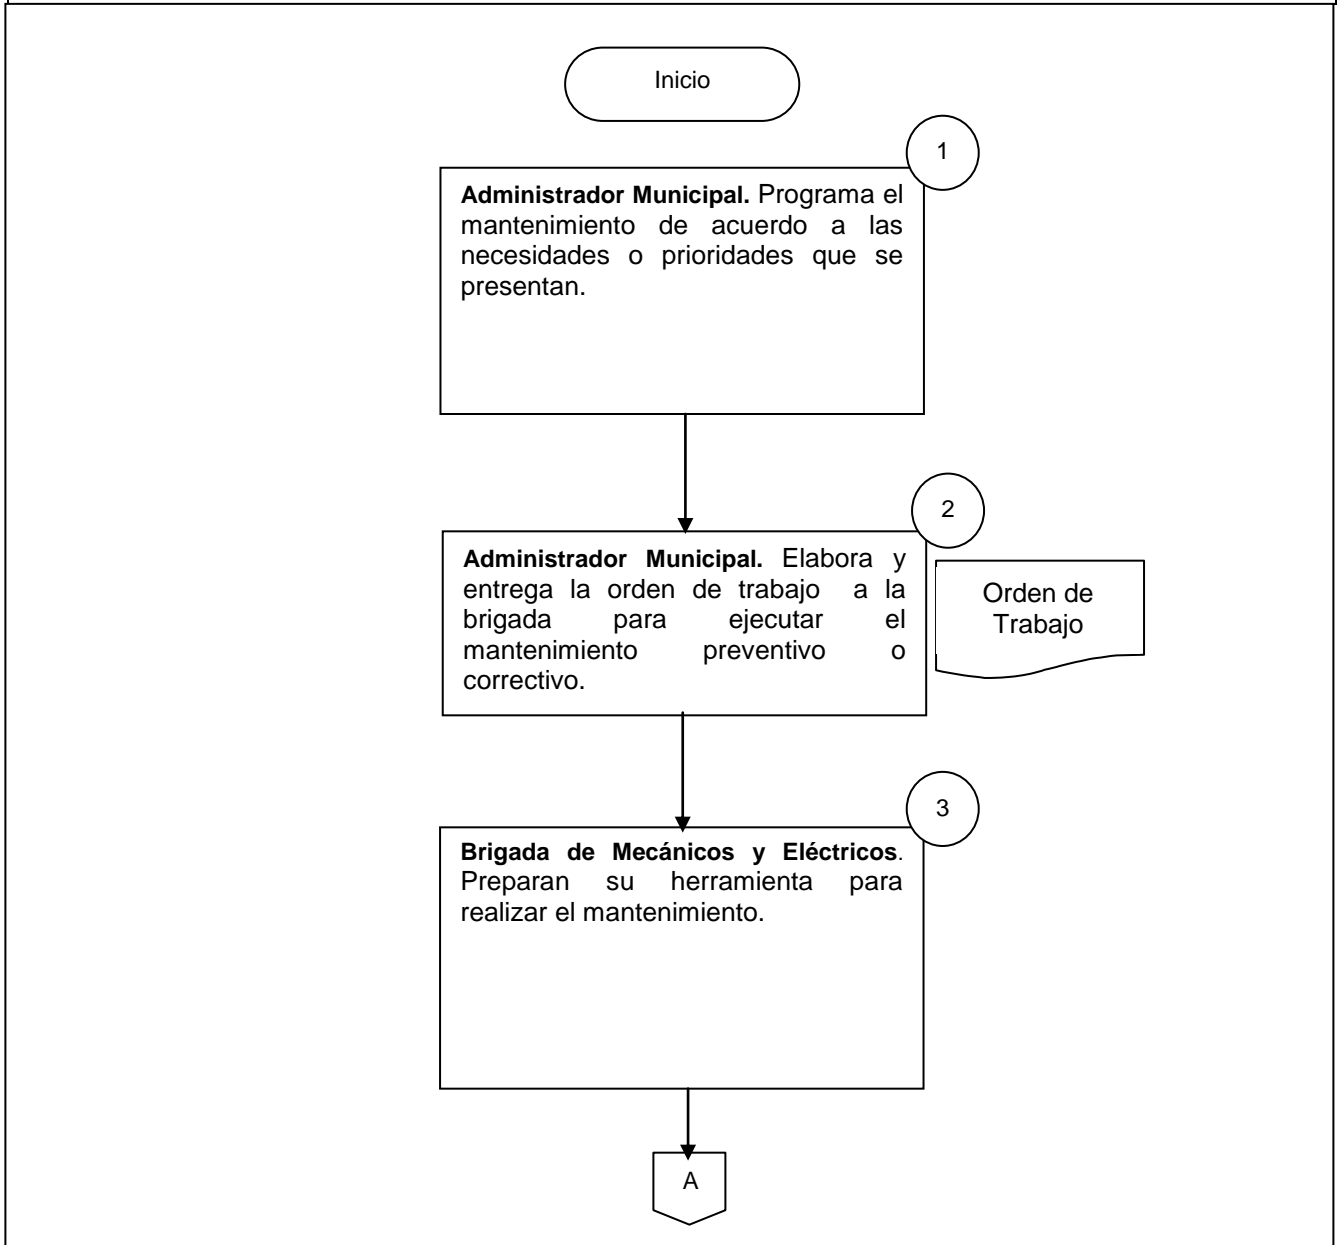 Inicio
1
Administrador Municipal. Programa el
mantenimiento de acuerdo a las
necesidades o prioridades que se
presentan.
2
Administrador Municipal. Elabora y
entrega la orden de trabajo a la
brigada para ejecutar el
mantenimiento preventivo o
correctivo.
Orden de
Trabajo
3
Brigada de Mecánicos y Eléctricos.
Preparan su herramienta para
realizar el mantenimiento.
A